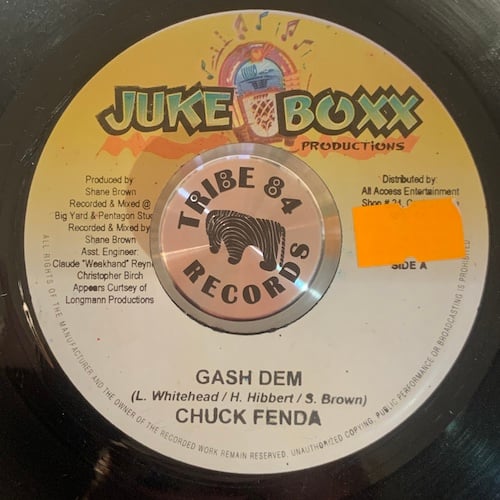 JUKE BOXX
PRODUCTIONS
Produced by
Shane Brown
Recorded & Mixed @
Big Yard & Pentagon Stud
Recorded & Mixed by
Shane Brown
Asst. Engineer:
Claude "Weekhand" Reyn
Christopher Birch
Appears Curtsey of
Longmann Productions
TRIBE 84
RECORDS
Distributed by:
All Access Entertainment
Shop # 24,
SIDE A
GASH DEM
(L. Whitehead / H. Hibbert / S. Brown)
CHUCK FENDA
ALL RIGHTS OF THE MANUFACTURER AND THE OWNER OF THE RECORDED WORK REMAIN RESERVED. UNAUTHORIZED COPYING, PUBLIC PERFORMANCE OR BROADCASTING IS PROHIBITED